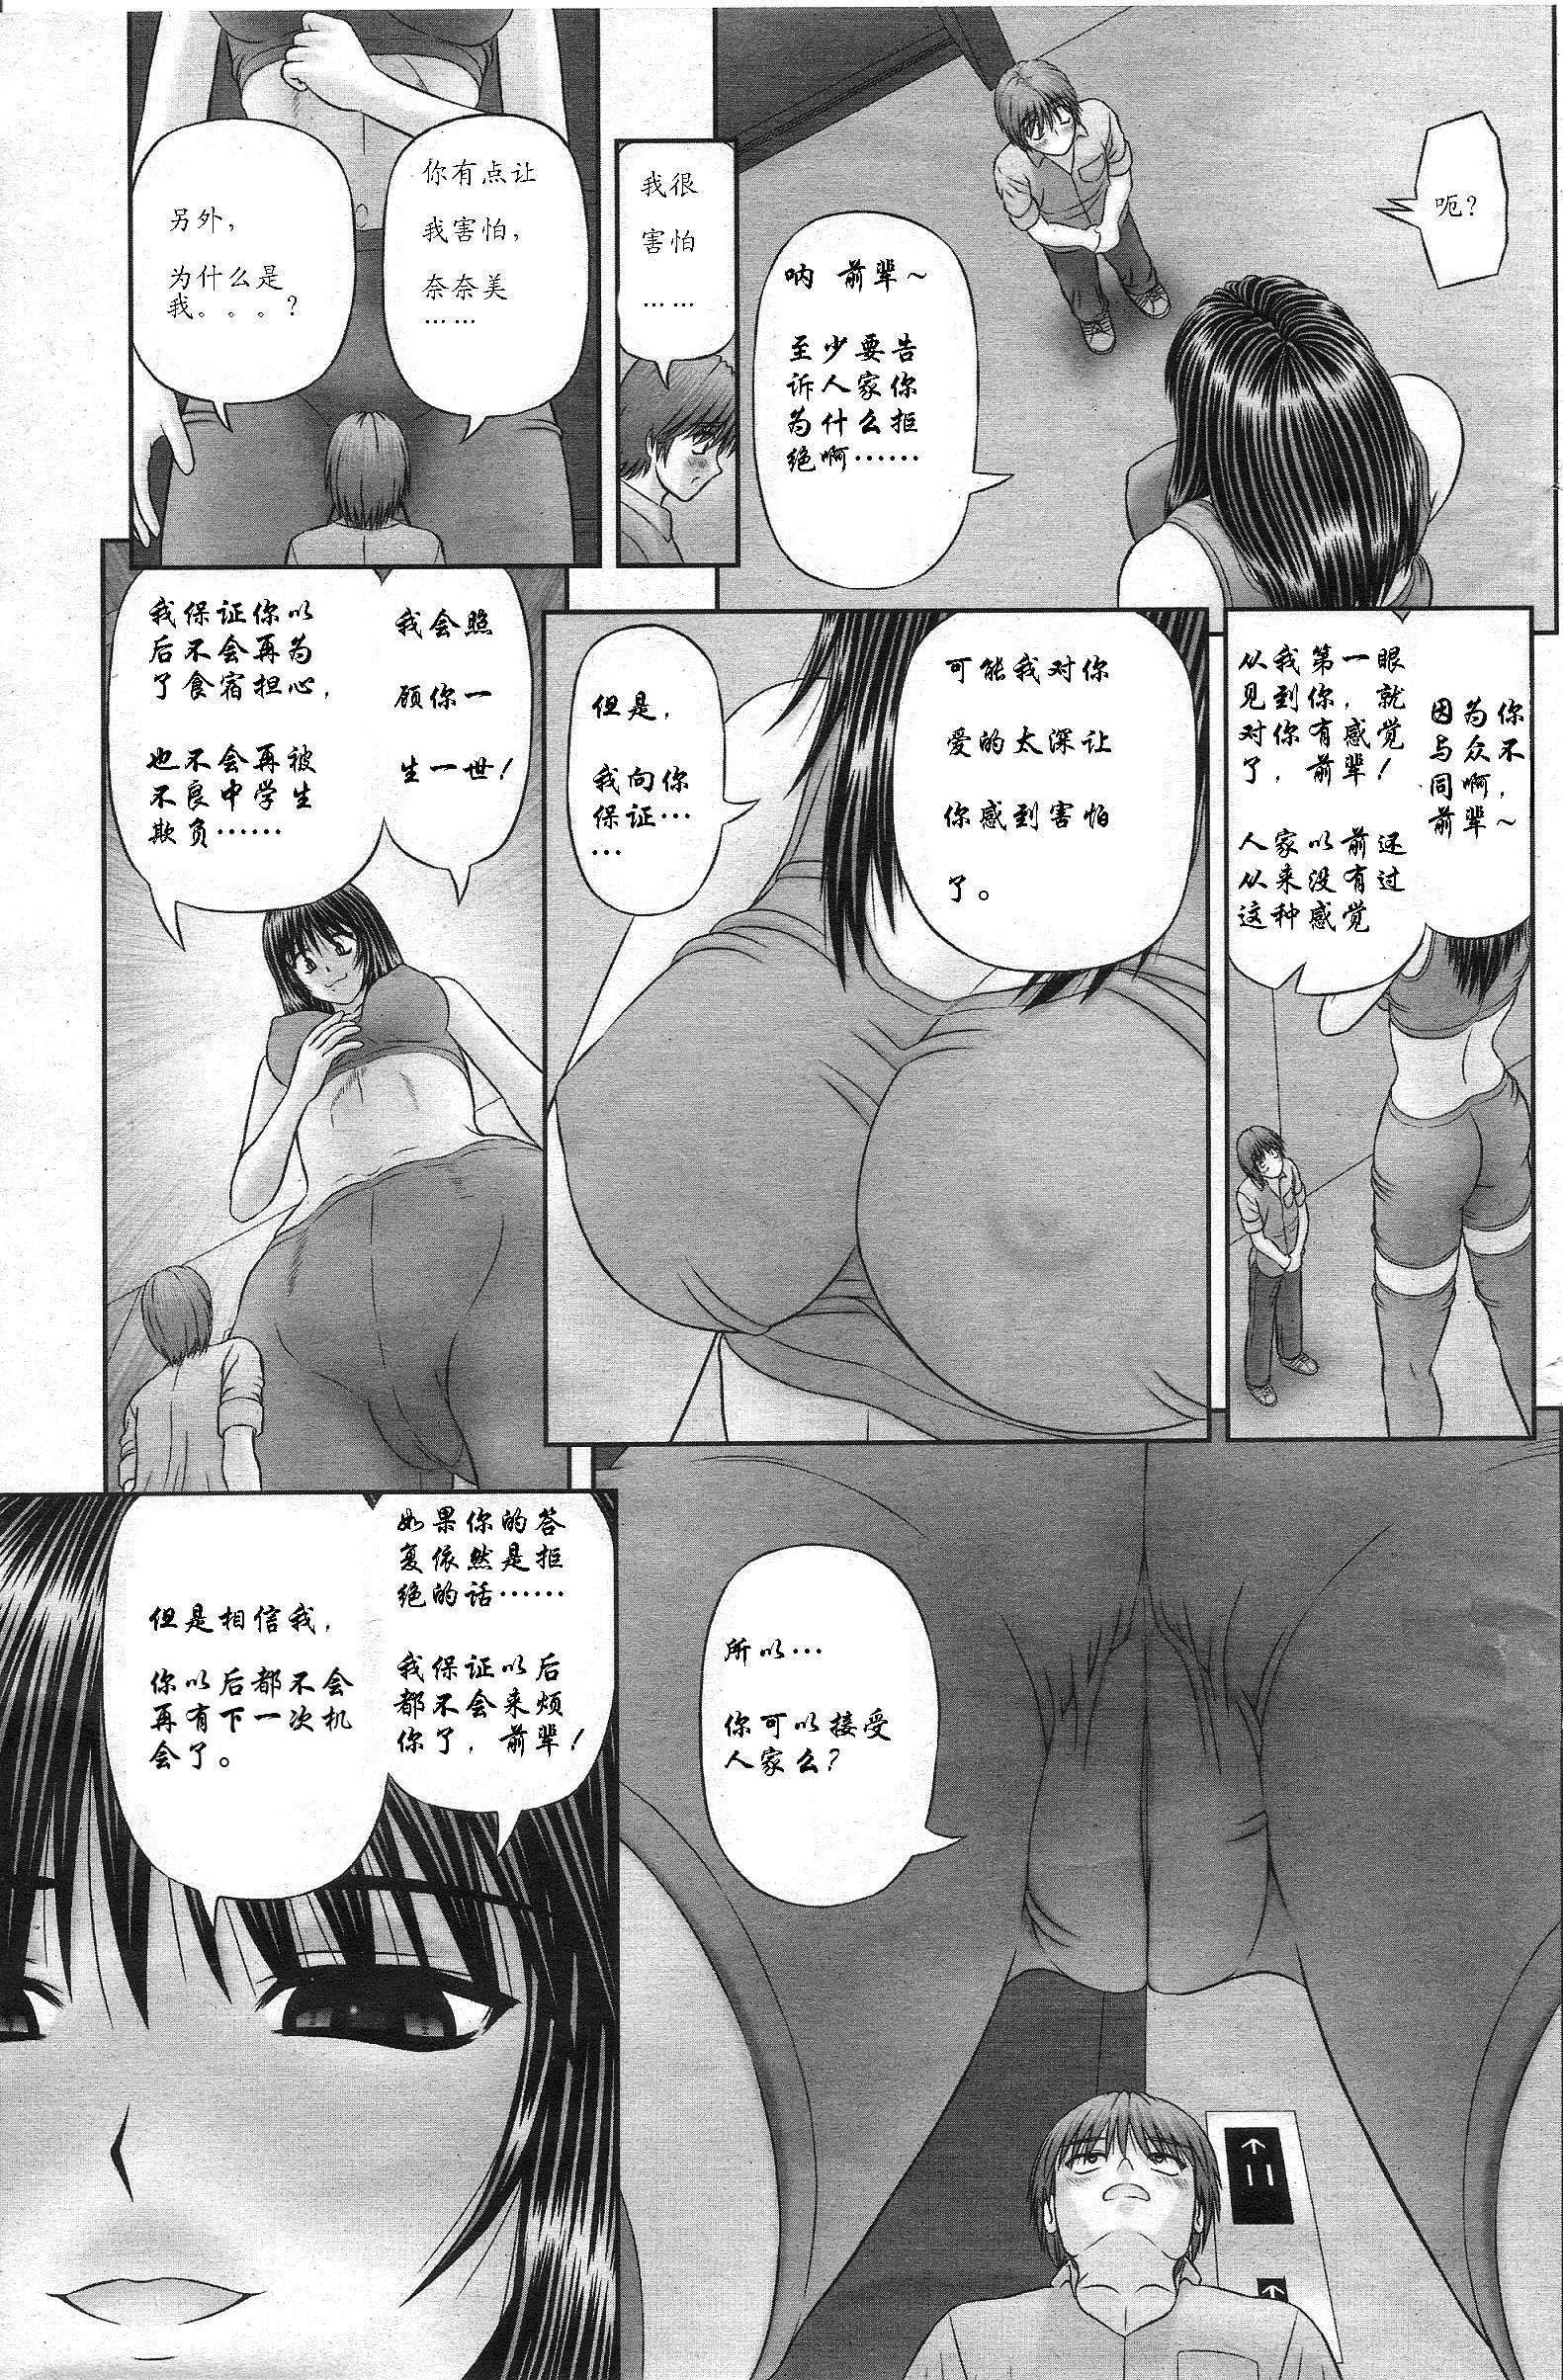 呃?
呐 前辈～
至少要告
诉人家你
为什么拒
绝啊……
我很
害怕
……
你有点让
我害怕,
奈奈美
……
另外,
为什么是
我。。。?
因为你
与众不
同啊,
前辈～
从我第一眼
见到你, 就
对你有感觉
了, 前辈!
人家以前还
从来没有过
这种感觉
可能我对你
爱的太深让
你感到害怕
了。
但是,
我向你
保证…
…
我会照
顾你一
生一世!
我保证你以
后不会再为
了食宿担心,
也不会再被
不良中学生
欺负……
所以…
你可以接受
人家么?
如果你的答
复依然是拒
绝的话……
我保证以后
都不会来烦
你了, 前辈!
但是相信我,
你以后都不会
再有下一次机
会了。